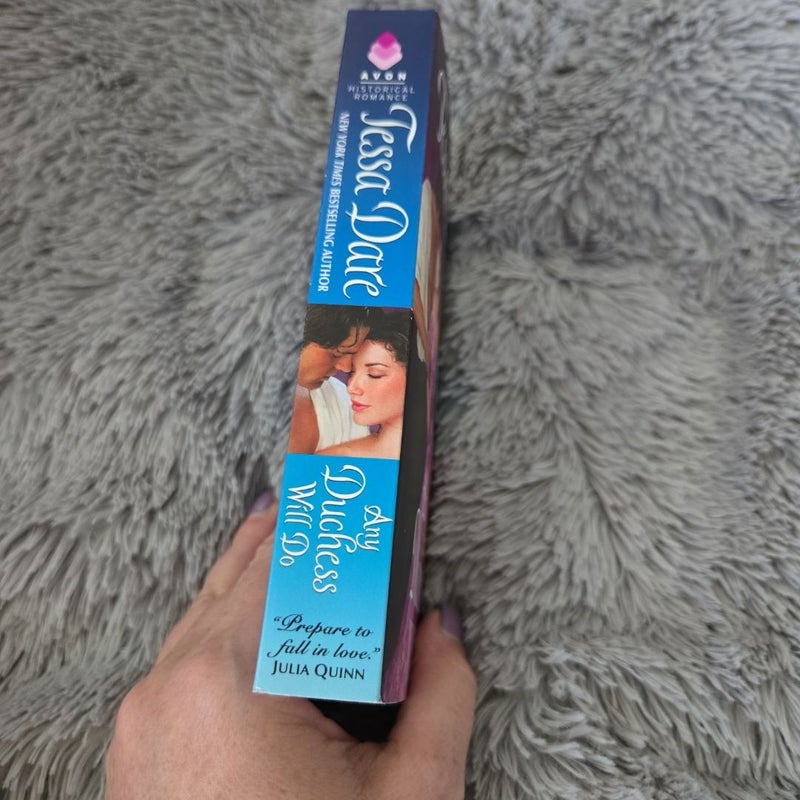 AVON
HISTORICAL
ROMANCE
Tessa Dare
NEW YORK TIMES BESTSELLING AUTHOR
Any
Duchess
Will Do
“Prepare to
fall in love.”
JULIA QUINN